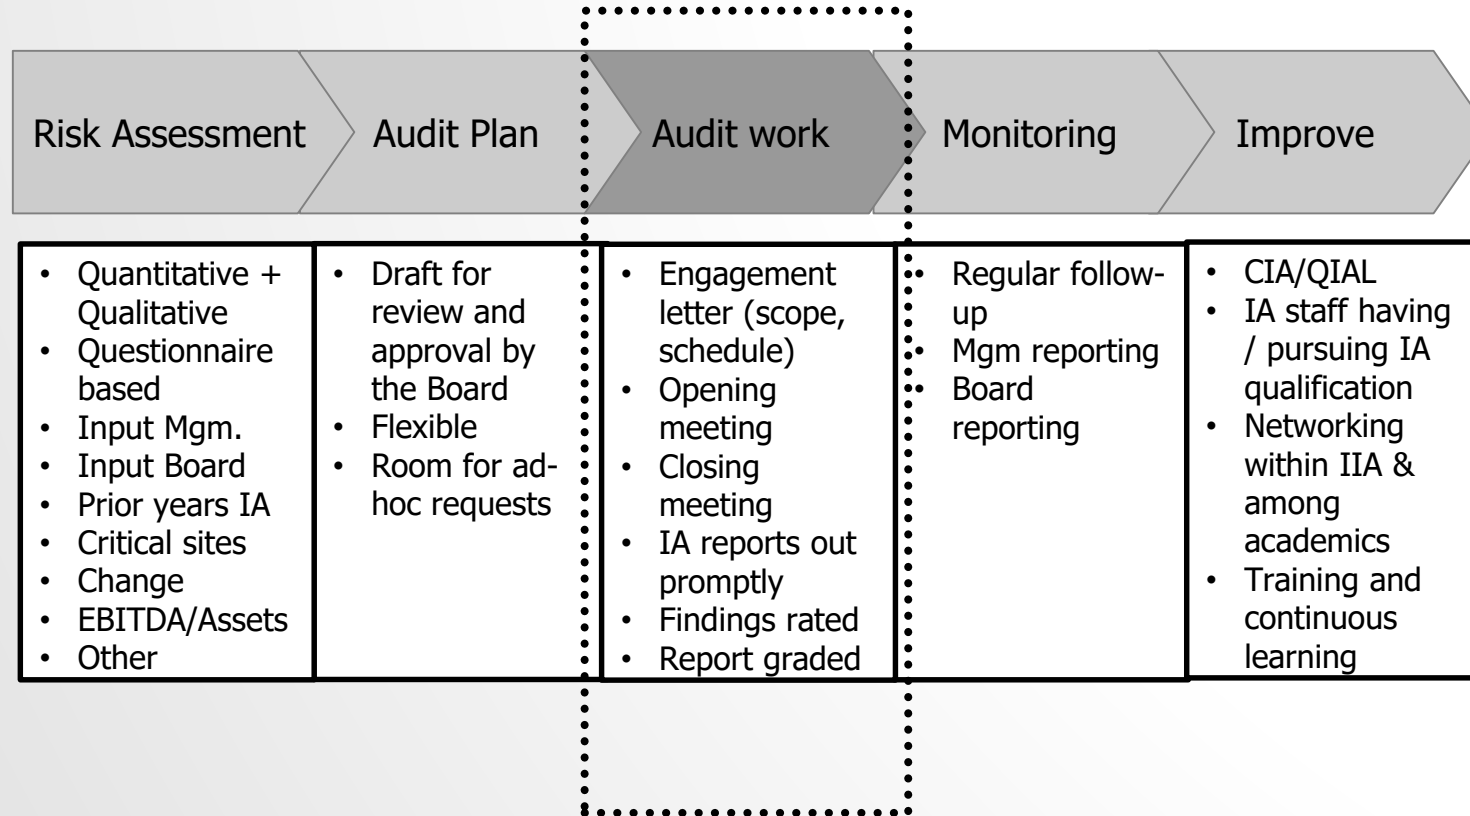 Risk Assessment
Audit Plan
Audit work
Monitoring
Improve
• Quantitative +
Qualitative
• Questionnaire
based
• Input Mgm.
• Input Board
• Prior years IA
• Critical sites
• Change
• EBITDA/Assets
• Other
• Draft for
review and
approval by
the Board
• Flexible
• Room for ad-
hoc requests
• Engagement
letter (scope,
schedule)
• Opening
meeting
• Closing
meeting
• IA reports out
promptly
• Findings rated
• Report graded
• Regular follow-
up
• Mgm reporting
• Board
reporting
• CIA/QIAL
• IA staff having
/ pursuing IA
qualification
• Networking
within IIA &
among
academics
• Training and
continuous
learning